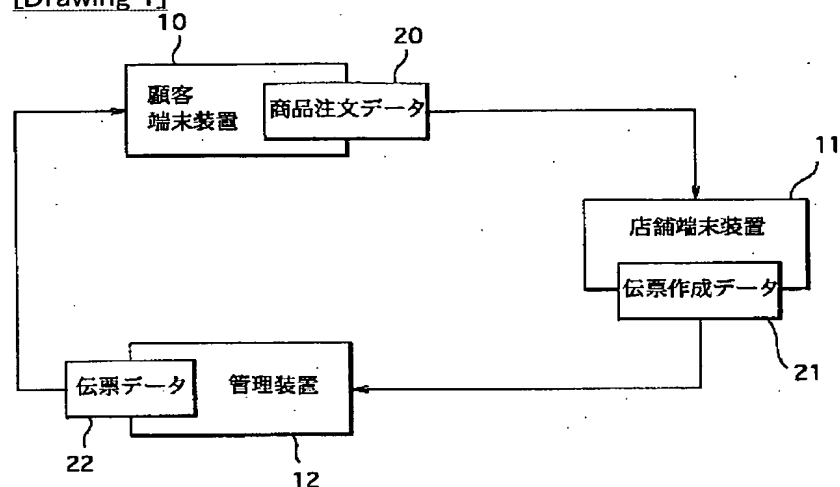 [Drawing 1]
10
20
顧客
端末装置
商品注文データ
11
店舗端末装置
伝票作成データ
21
伝票データ
管理装置
22
12